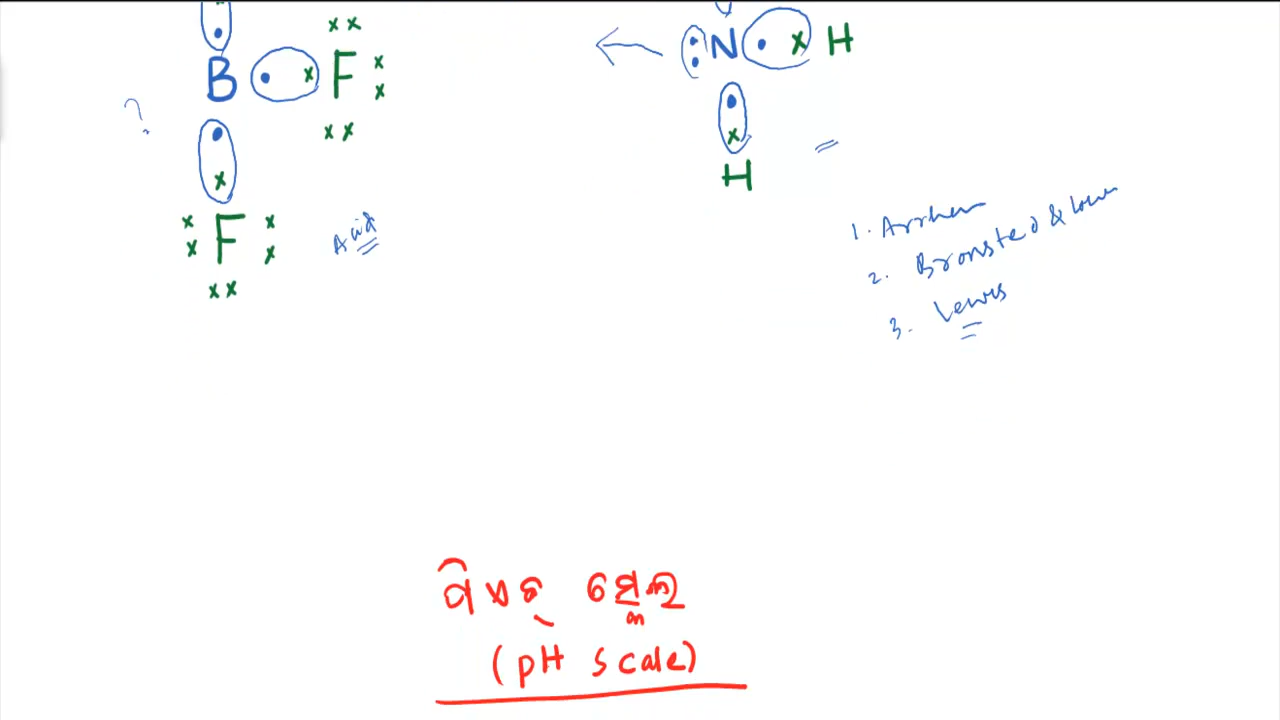 B F
F
Acid
N H
H
1. Arrhen
2. Bronsted & Lowr
3. Lewis
ପିଏଚ୍ ସ୍କେଲ୍
(pH scale)